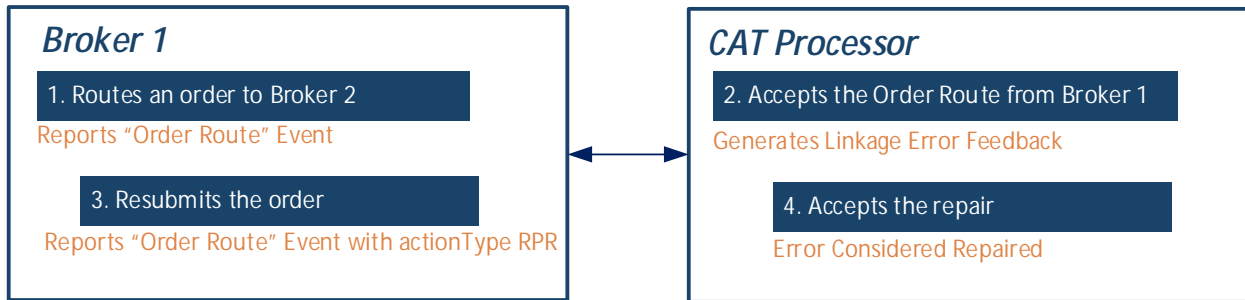 Broker 1
1. Routes an order to Broker 2
Reports “Order Route” Event
3. Resubmits the order
Reports “Order Route” Event with actionType RPR
CAT Processor
2. Accepts the Order Route from Broker 1
Generates Linkage Error Feedback
4. Accepts the repair
Error Considered Repaired